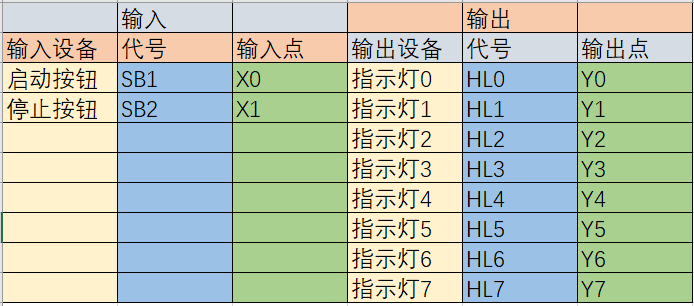 输入 输出
输入设备 代号 输入点 输出设备 代号 输出点
启动按钮 SB1 X0 指示灯0 HL0 Y0
停止按钮 SB2 X1 指示灯1 HL1 Y1
指示灯2 HL2 Y2
指示灯3 HL3 Y3
指示灯4 HL4 Y4
指示灯5 HL5 Y5
指示灯6 HL6 Y6
指示灯7 HL7 Y7